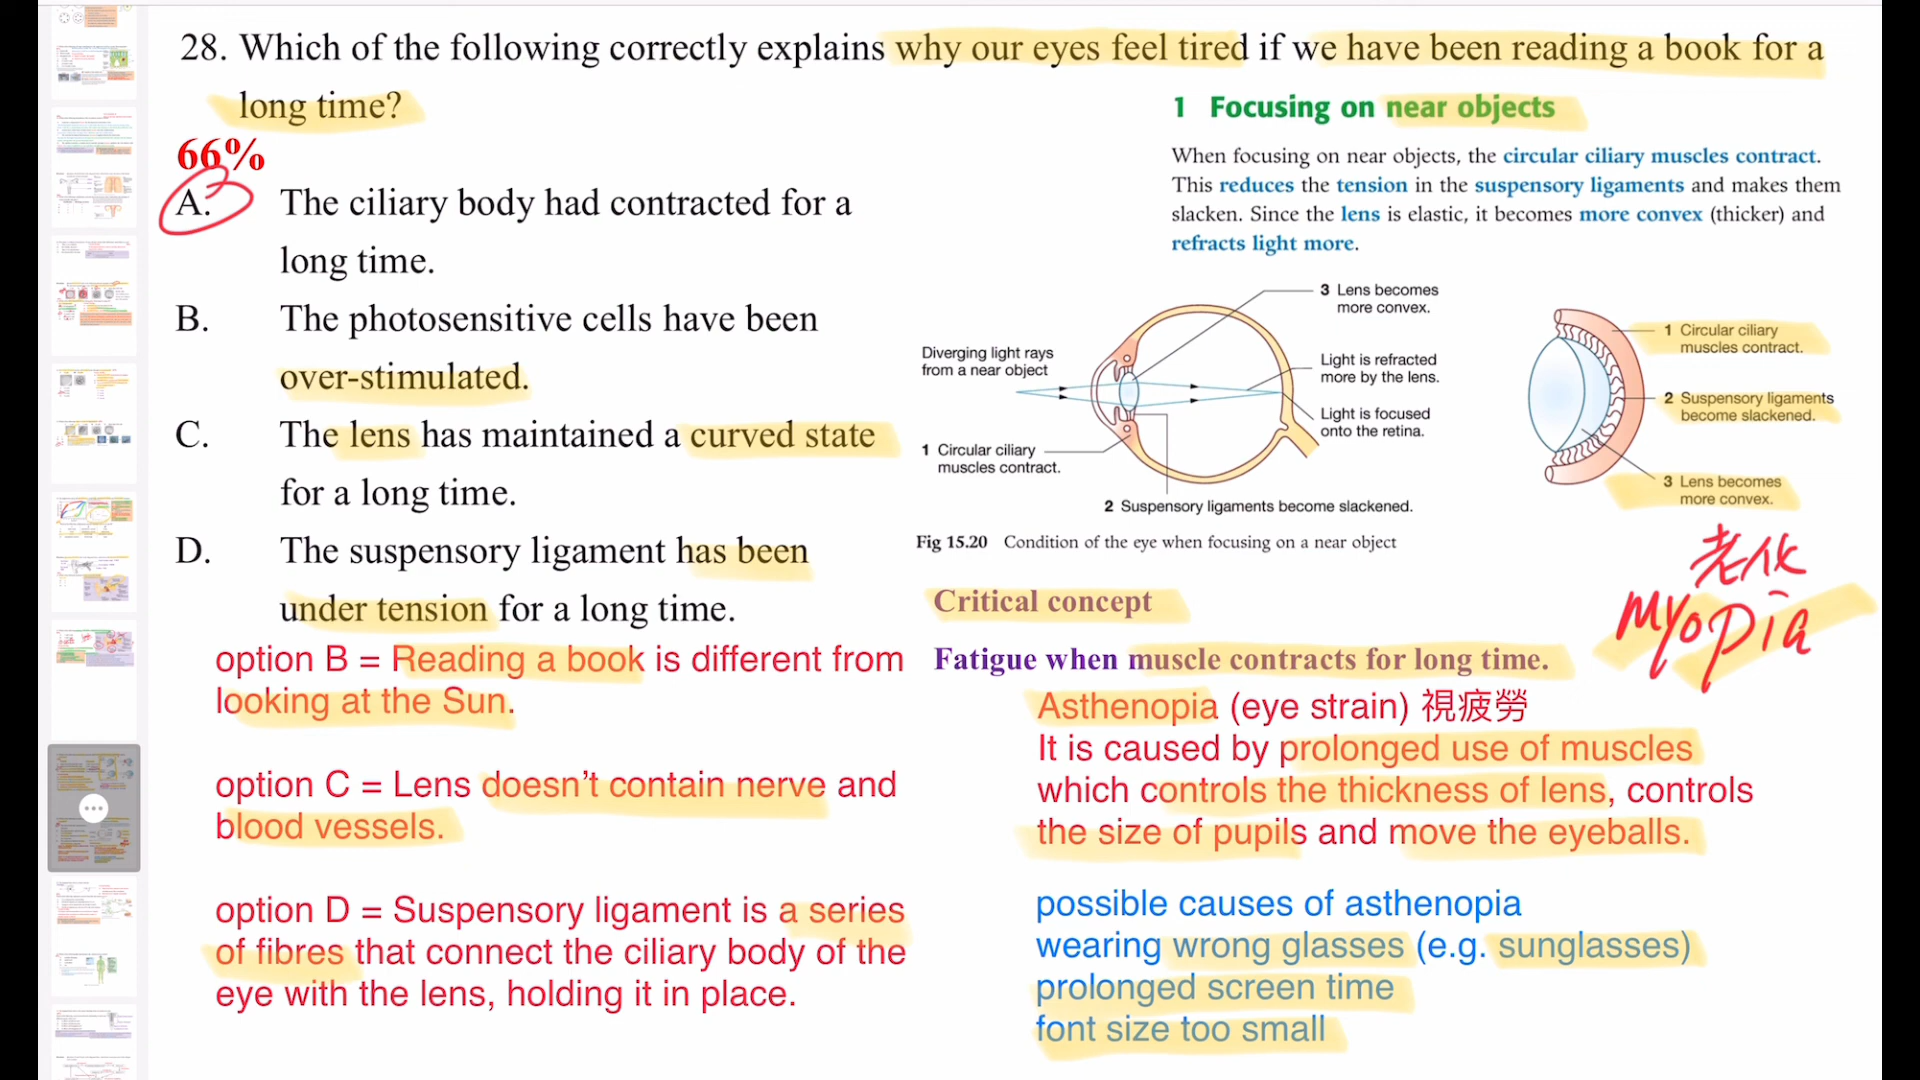 28. Which of the following correctly explains why our eyes feel tired if we have been reading a book for a
long time?
66%
A. The ciliary body had contracted for a
long time.
B. The photosensitive cells have been
over-stimulated.
C. The lens has maintained a curved state
for a long time.
D. The suspensory ligament has been
under tension for a long time.
option B = Reading a book is different from
looking at the Sun.
option C = Lens doesn't contain nerve and
blood vessels.
option D = Suspensory ligament is a series
of fibres that connect the ciliary body of the
eye with the lens, holding it in place.
1 Focusing on near objects
When focusing on near objects, the circular ciliary muscles contract.
This reduces the tension in the suspensory ligaments and makes them
slacken. Since the lens is elastic, it becomes more convex (thicker) and
refracts light more.
3 Lens becomes
more convex.
Diverging light rays
from a near object
Light is refracted
more by the lens.
Light is focused
onto the retina.
1 Circular ciliary
muscles contract.
2 Suspensory ligaments become slackened.
1 Circular ciliary
muscles contract.
2 Suspensory ligaments
become slackened.
3 Lens becomes
more convex.
Fig 15.20 Condition of the eye when focusing on a near object
老化
myopia
Critical concept
Fatigue when muscle contracts for long time.
Asthenopia (eye strain) 視疲勞
It is caused by prolonged use of muscles
which controls the thickness of lens, controls
the size of pupils and move the eyeballs.
possible causes of asthenopia
wearing wrong glasses (e.g. sunglasses)
prolonged screen time
font size too small